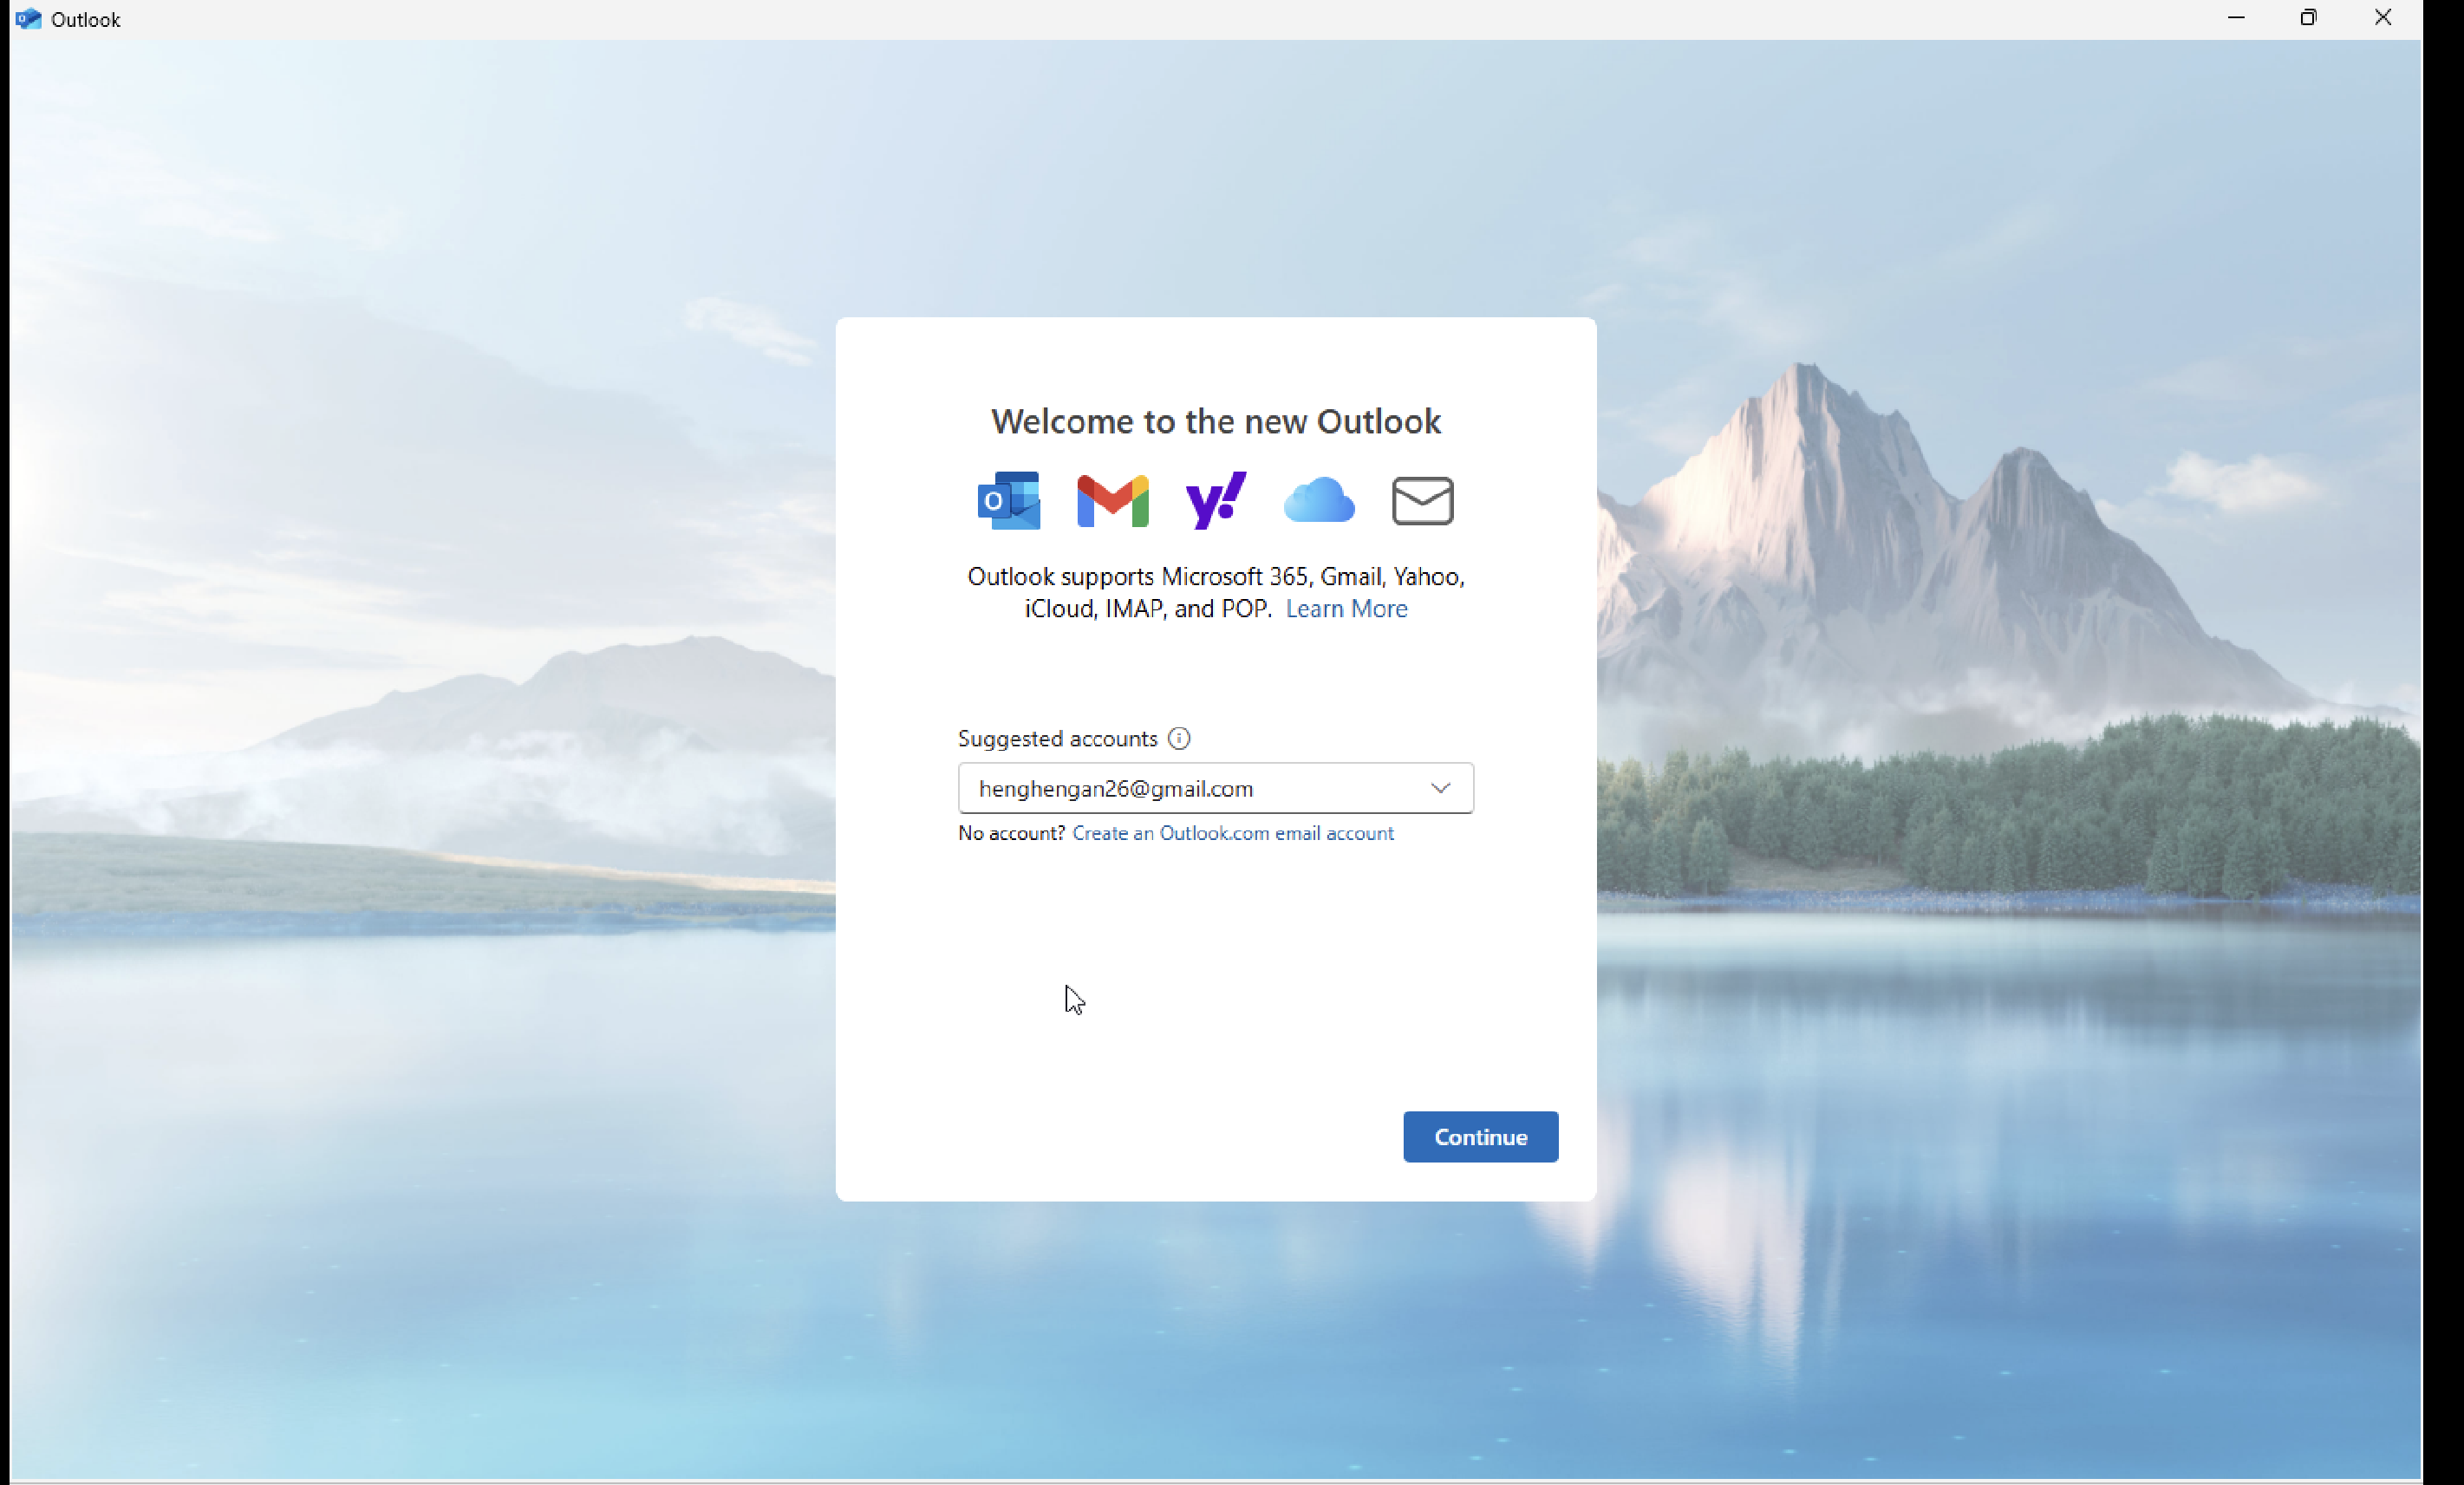 Outlook
Welcome to the new Outlook
Outlook supports Microsoft 365, Gmail, Yahoo,
iCloud, IMAP, and POP. Learn More
Suggested accounts
henghengan26@gmail.com
No account? Create an Outlook.com email account
Continue